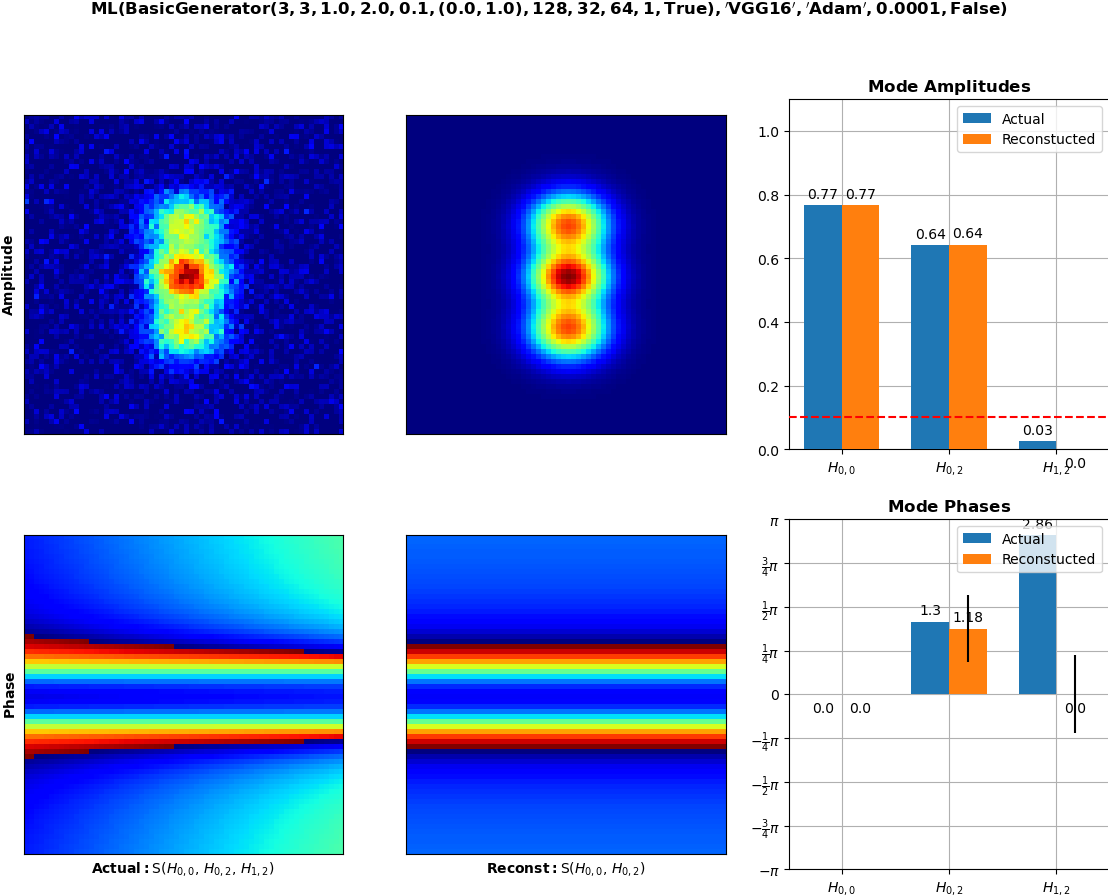 ML(BasicGenerator(3, 3, 1.0, 2.0, 0.1, (0.0, 1.0), 128, 32, 64, 1, True), ′VGG16′, ′Adam′, 0.0001, False)
Amplitude
Mode Amplitudes
Actual
Reconstucted
1.0
0.8
0.6
0.4
0.2
0.0
0.77 0.77
0.64 0.64
0.03
0.0
H0,0 H0,2 H1,2
Phase
Actual: S(H0,0, H0,2, H1,2)
Reconst: S(H0,0, H0,2)
Mode Phases
Actual
Reconstucted
π
3/4π
1/2π
1/4π
0
−1/4π
−1/2π
−3/4π
−π
2.86
1.3 1.18
0.0 0.0 0.0
H0,0 H0,2 H1,2